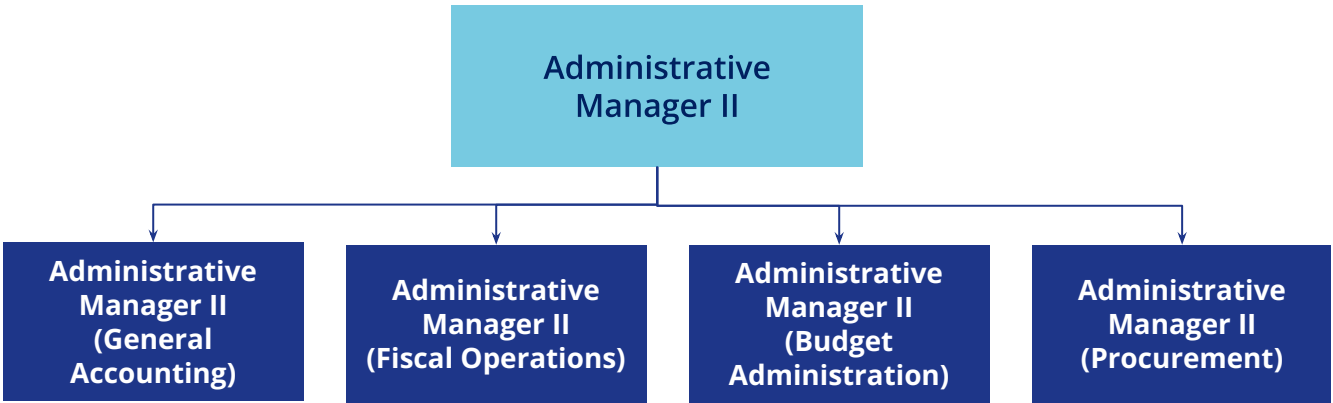 Administrative
Manager II
Administrative
Manager II
(General
Accounting)
Administrative
Manager II
(Fiscal Operations)
Administrative
Manager II
(Budget
Administration)
Administrative
Manager II
(Procurement)